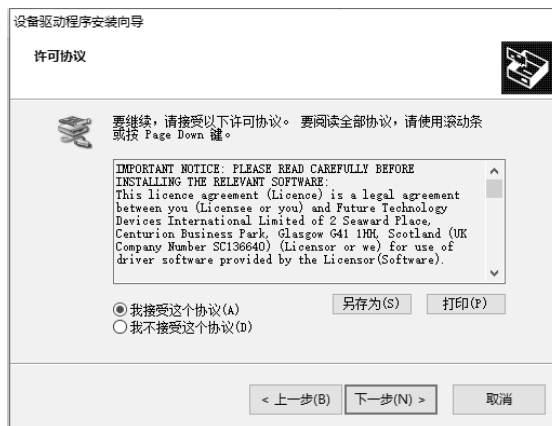 设备驱动程序安装向导
许可协议
要继续，请接受以下许可协议。 要阅读全部协议，请使用滚动条
或按 Page Down 键。
IMPORTANT NOTICE: PLEASE READ CAREFULLY BEFORE
INSTALLING THE RELEVANT SOFTWARE:
This licence agreement (Licence) is a legal agreement
between you (Licensee or you) and Future Technology
Devices International Limited of 2 Seaward Place,
Centurion Business Park, Glasgow G41 1HH, Scotland (UK
Company Number SC136640) (Licensor or we) for use of
driver software provided by the Licensor(Software).
我接受这个协议(A) 另存为(S) 打印(P)
我不接受这个协议(D)
< 上一步(B) 下一步(N) > 取消